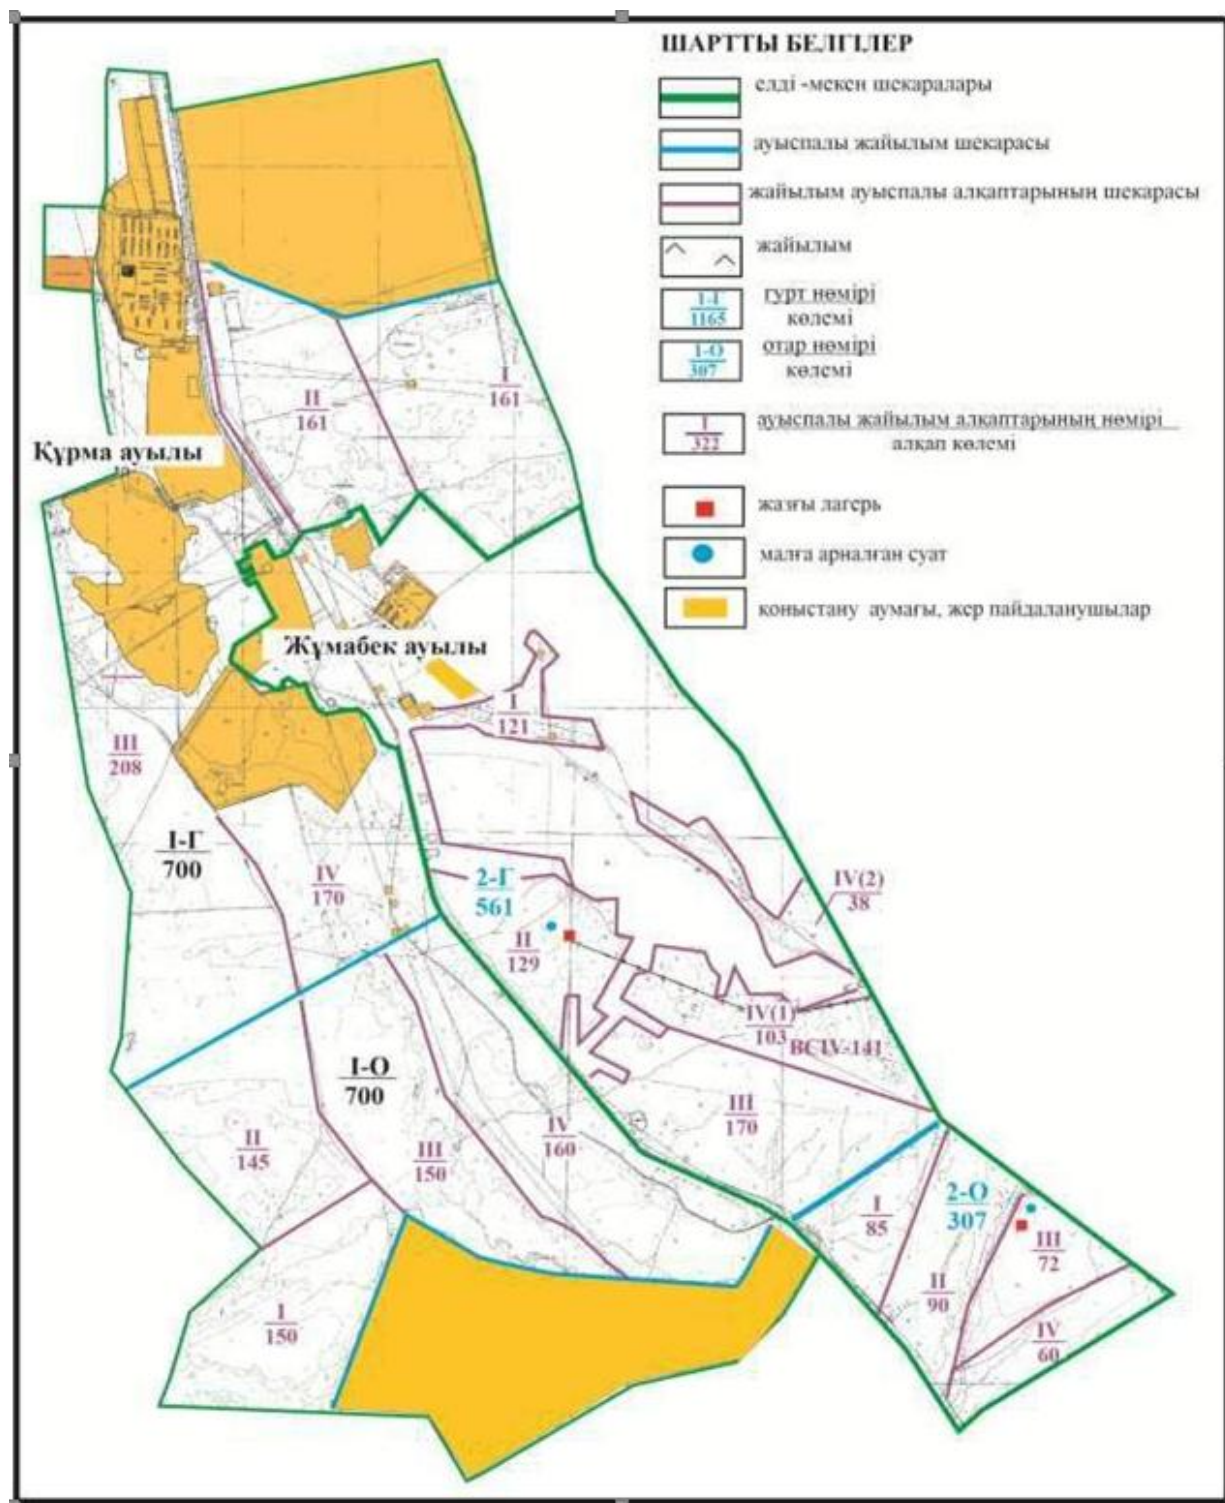 ШАРТТЫ БЕЛГІЛЕР
елді -мекен шекаралары
ауыспалы жайылым шекарасы
жайылым ауыспалы алқаптарының шекарасы
жайылым
1-Г
1165
гурт нөмірі
көлемі
1-О
307
отар нөмірі
көлемі
I
322
ауыспалы жайылым алқаптарының нөмірі
алқап көлемі
жазғы лагерь
малға арналған суат
қоныстану аумағы, жер пайдаланушылар
I
161
II
161
Құрма ауылы
Жұмабек ауылы
I
121
III
208
I-Г
700
IV
170
2-Г
561
IV(2)
38
II
129
IV(1)
103
ВСIV-141
I-О
700
III
170
II
145
III
150
IV
160
2-О
307
I
85
III
72
II
90
I
150
IV
60